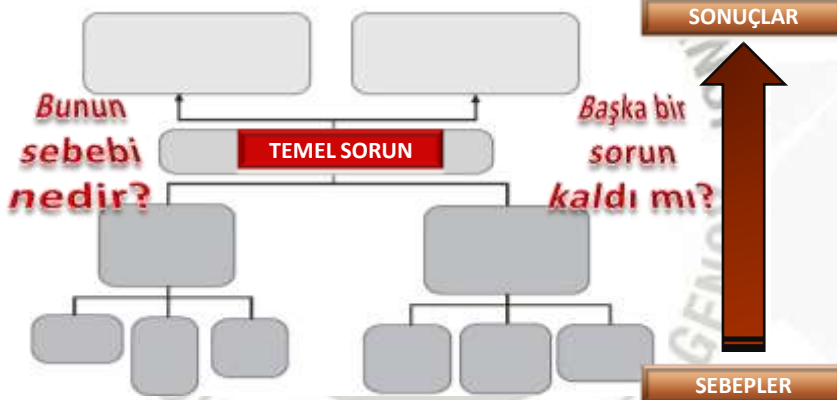 SONUÇLAR
Bunun
sebebi
nedir?
TEMEL SORUN
Başka bir
sorun
kaldı mı?
SEBEPLER